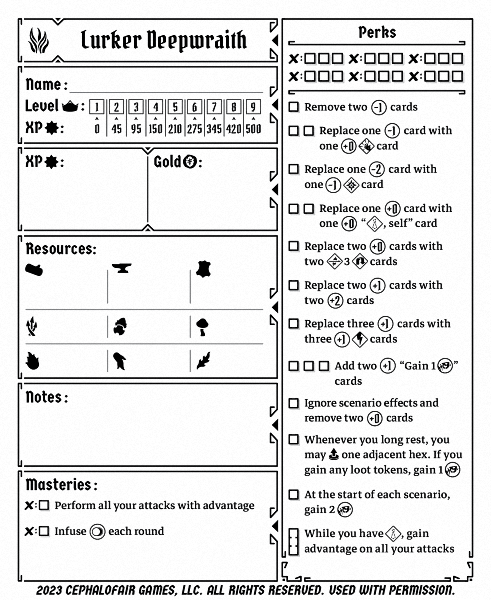 Lurker Deepwraith
Name:
Level : 1 2 3 4 5 6 7 8 9
XP : 0 45 95 150 210 275 345 420 500
XP : Gold :
Resources:
Notes:
Masteries:
Perform all your attacks with advantage
Infuse each round
Perks
Remove two -1 cards
Replace one -1 card with
one +0 card
Replace one -2 card with
one -1 card
Replace one +0 card with
one +0 “ , self” card
Replace two +0 cards with
two 3 cards
Replace two +1 cards with
two +2 cards
Replace three +1 cards with
three +1 cards
Add two +1 “Gain 1 ”
cards
Ignore scenario effects and
remove two +0 cards
Whenever you long rest, you
may one adjacent hex. If you
gain any loot tokens, gain 1
At the start of each scenario,
gain 2
While you have , gain
advantage on all your attacks
2023 CEPHALOFAIR GAMES, LLC. ALL RIGHTS RESERVED. USED WITH PERMISSION.